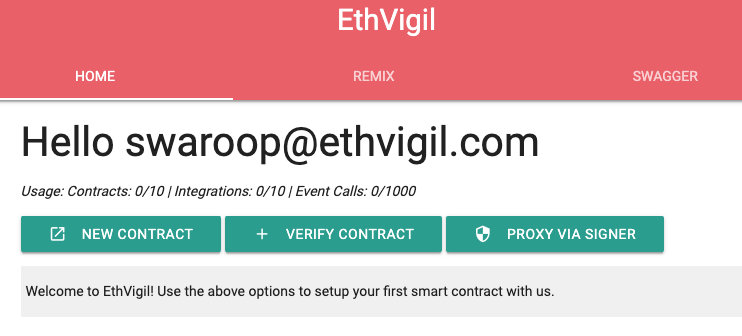 EthVigil
HOME REMIX SWAGGER
Hello swaroop@ethvigil.com
Usage: Contracts: 0/10 | Integrations: 0/10 | Event Calls: 0/1000
NEW CONTRACT VERIFY CONTRACT PROXY VIA SIGNER
Welcome to EthVigil! Use the above options to setup your first smart contract with us.